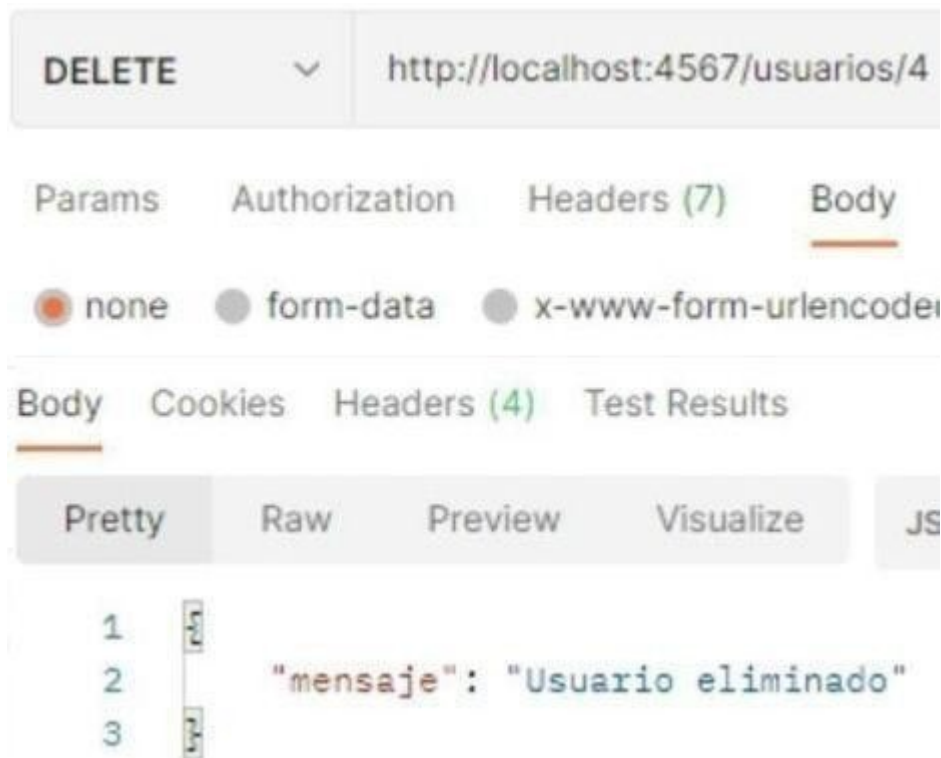 DELETE http://localhost:4567/usuarios/4
Params Authorization Headers (7) Body
none form-data x-www-form-urlencoded
Body Cookies Headers (4) Test Results
Pretty Raw Preview Visualize JS
1 {
2 "mensaje": "Usuario eliminado"
3 }